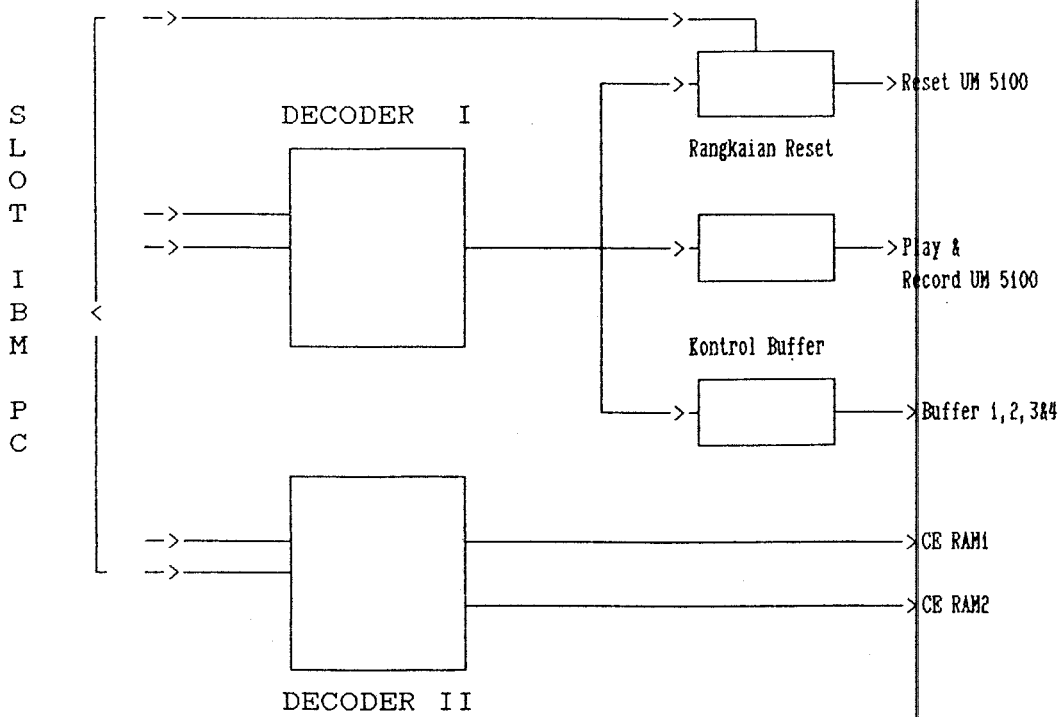 SLOT IBM PC
Reset UM 5100
DECODER I
Rangkaian Reset
Play &
Record UM 5100
Kontrol Buffer
Buffer 1,2,3&4
CE RAM1
CE RAM2
DECODER II